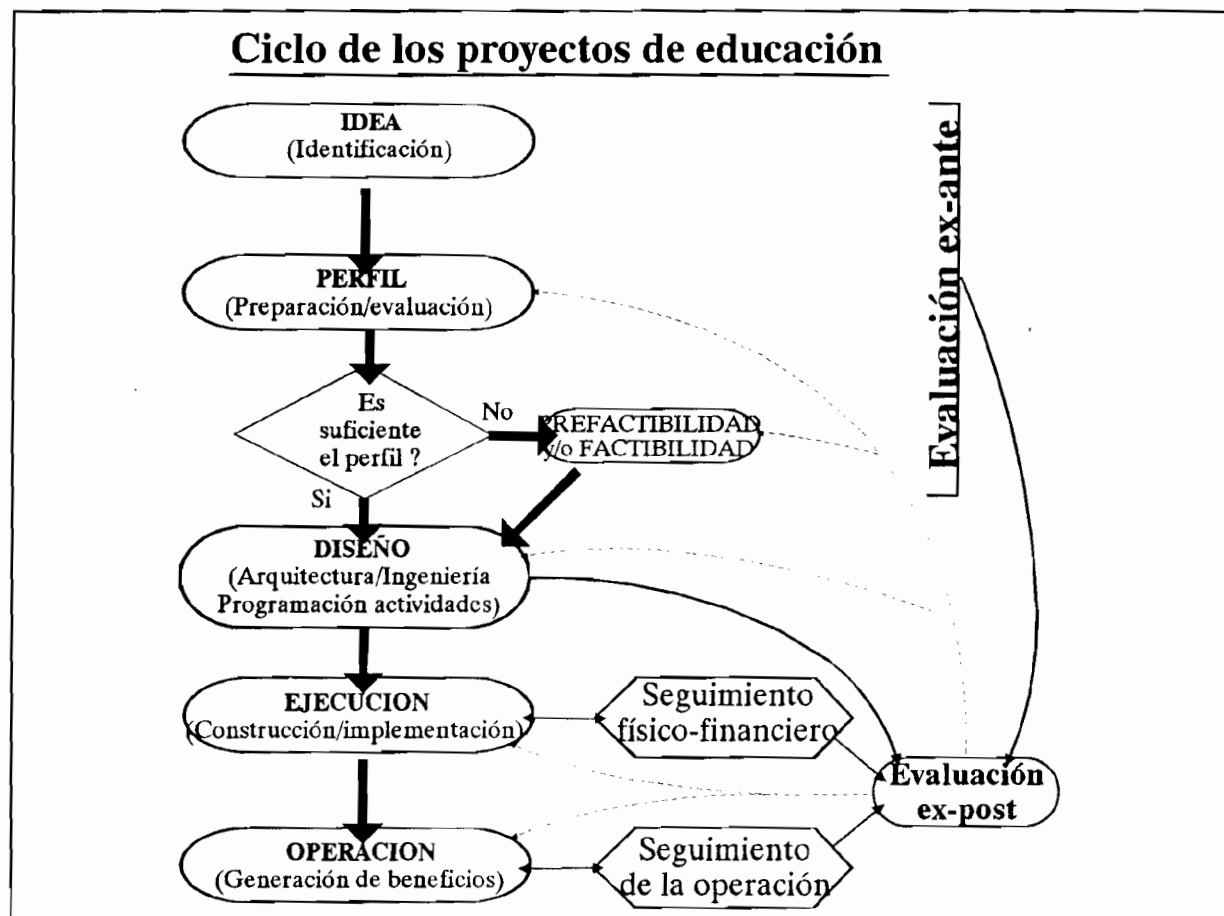 Ciclo de los proyectos de educación
IDEA
(Identificación)
Evaluación ex-ante
PERFIL
(Preparación/evaluación)
Es
suficiente
el perfil ?
No
PREFACTIBILIDAD
y/o FACTIBILIDAD
Si
DISEÑO
(Arquitectura/Ingeniería
Programación actividades)
EJECUCION
(Construcción/implementación)
Seguimiento
físico-financiero
Evaluación
ex-post
OPERACION
(Generación de beneficios)
Seguimiento
de la operación